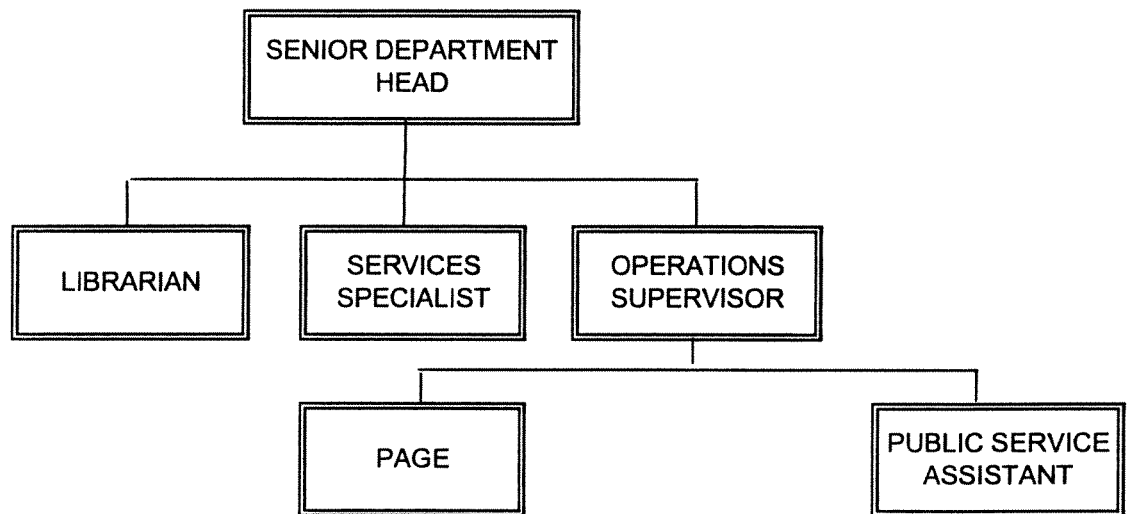 SENIOR DEPARTMENT
HEAD
LIBRARIAN
SERVICES
SPECIALIST
OPERATIONS
SUPERVISOR
PAGE
PUBLIC SERVICE
ASSISTANT